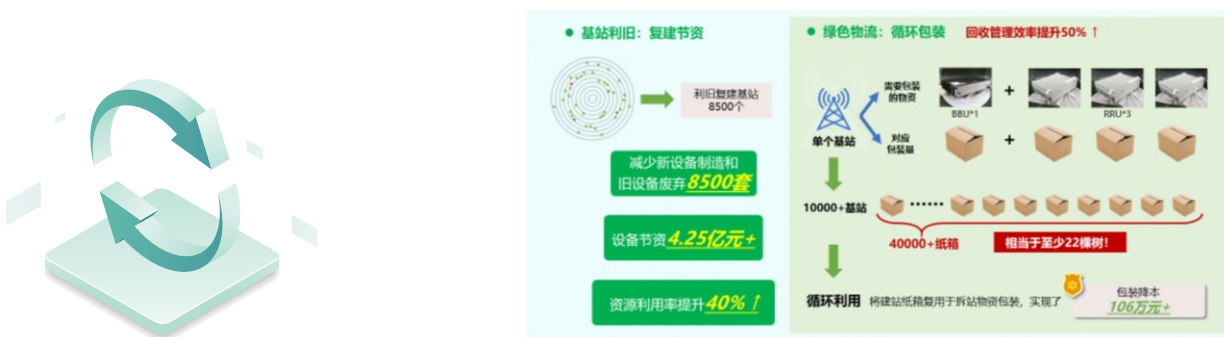 基站利旧：复建节资
利旧复建基站
8500个
减少新设备制造和
旧设备废弃8500套
设备节资4.25亿元+
资源利用率提升40%↑
绿色物流：循环包装 回收管理效率提升50%↑
需要包装
的物资
BBU*1
+
RRU*3
单个基站
对应
包装量
+
10000+基站
······
40000+纸箱
相当于至少22棵树！
循环利用 将建站纸箱复用于拆站物资包装，实现了
包装降本
106万元+